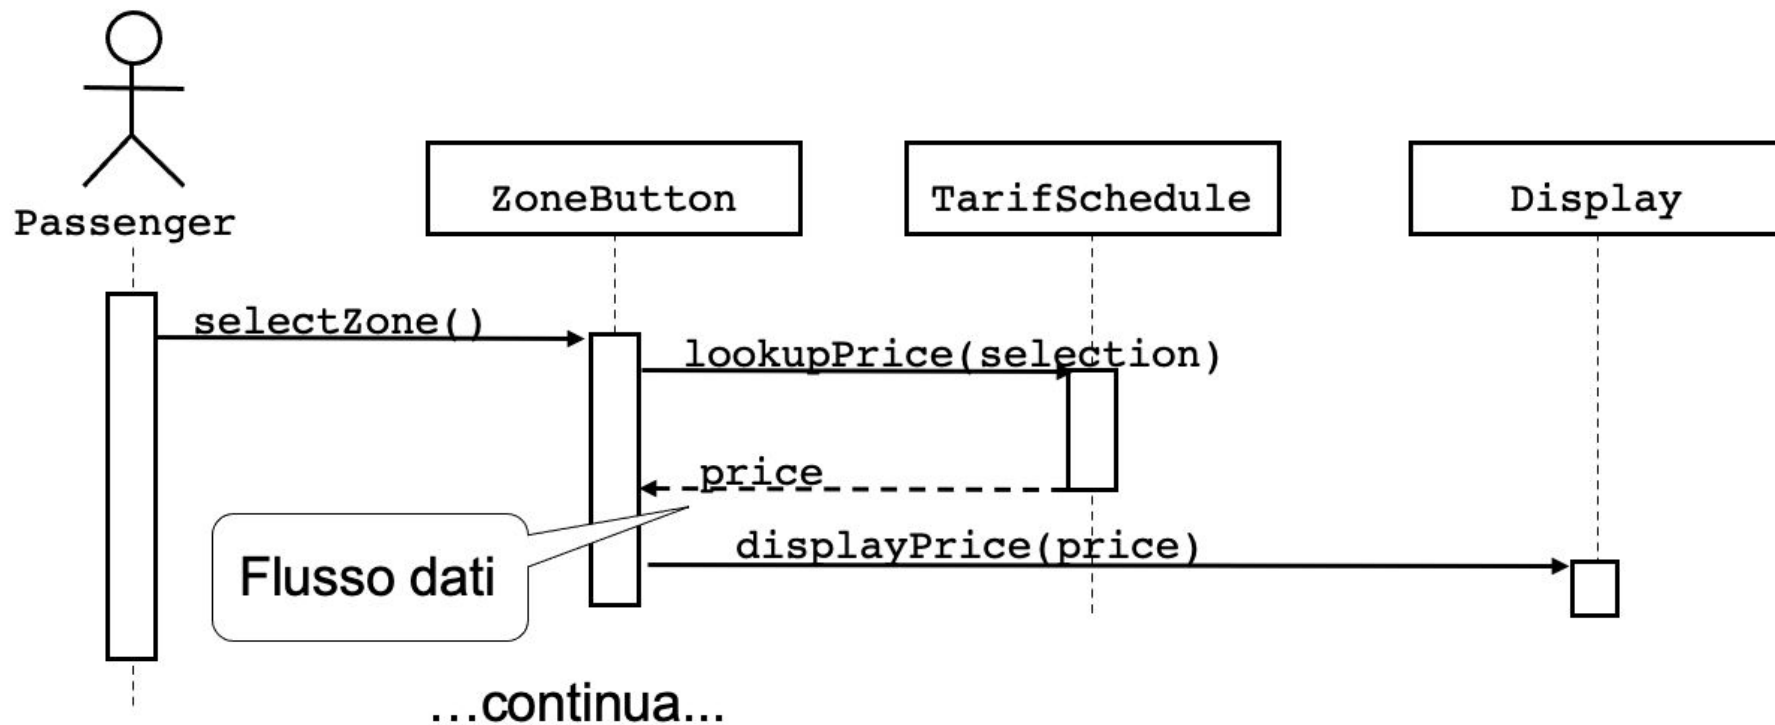 Passenger
ZoneButton
TarifSchedule
Display
selectZone()
lookupPrice(selection)
price
Flusso dati
displayPrice(price)
...continua...